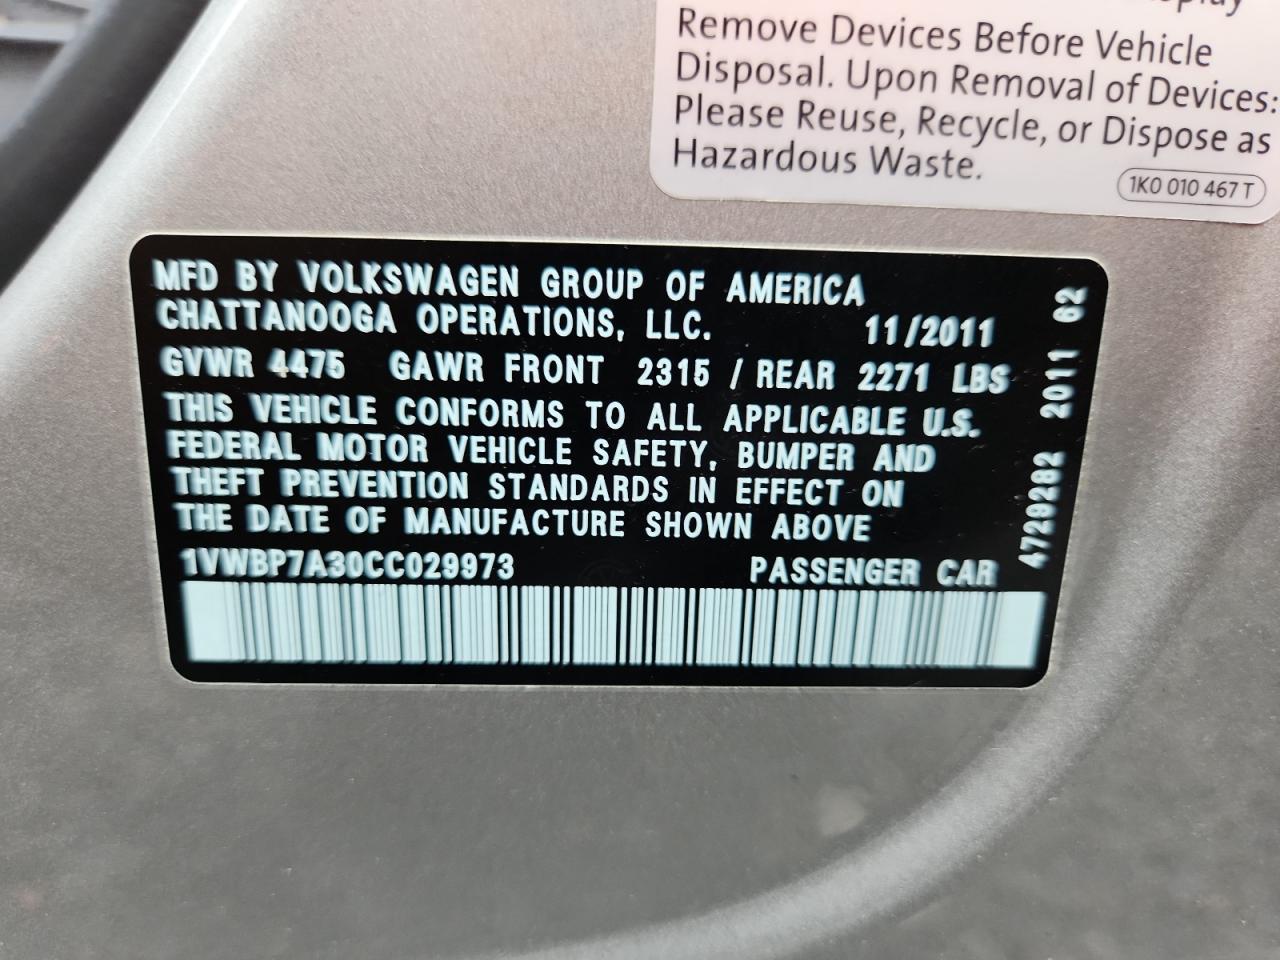 Remove Devices Before Vehicle
Disposal. Upon Removal of Devices:
Please Reuse, Recycle, or Dispose as
Hazardous Waste.
1K0 010 467 T
MFD BY VOLKSWAGEN GROUP OF AMERICA
CHATTANOOGA OPERATIONS, LLC. 11/2011
GVWR 4475 GAWR FRONT 2315 / REAR 2271 LBS
THIS VEHICLE CONFORMS TO ALL APPLICABLE U.S.
FEDERAL MOTOR VEHICLE SAFETY, BUMPER AND
THEFT PREVENTION STANDARDS IN EFFECT ON
THE DATE OF MANUFACTURE SHOWN ABOVE
1VWBP7A30CC029973 PASSENGER CAR
4729282 2011 62